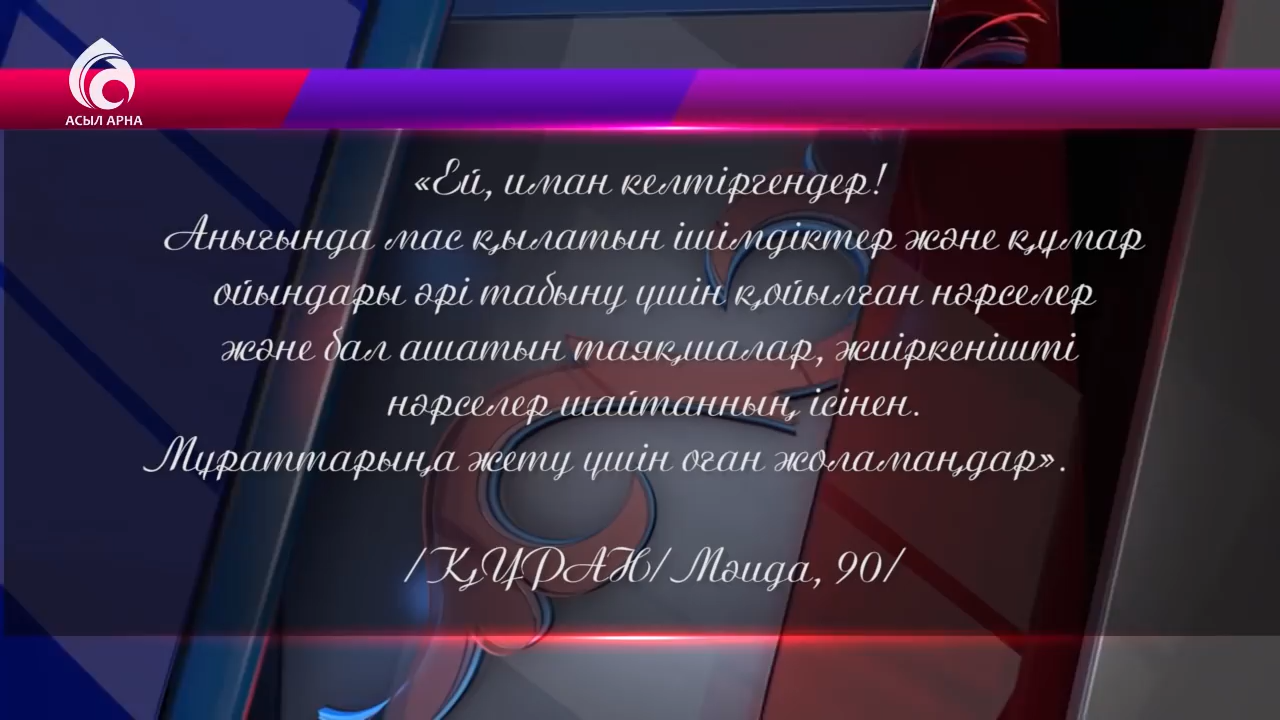 АСЫЛ АРНА
«Ей, иман келтіргендер!
Анығында мас қылатын ішімдіктер және құмар
ойындары әрі табыну үшін қойылған нәрселер
және бал ашатын таяқшалар, жиіркенішті
нәрселер шайтанның ісінен.
Мұраттарыңа жету үшін оған жоламаңдар».
/ҚҰРАН/ Мәида, 90/